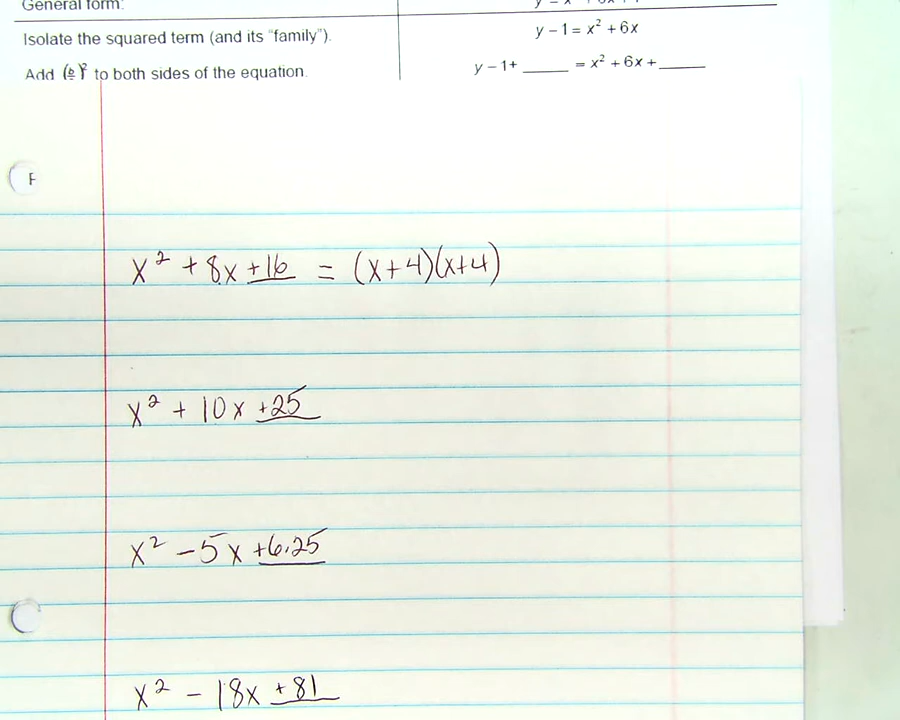 General form:
Isolate the squared term (and its "family").
y – 1 = x² + 6x
Add (b/2)² to both sides of the equation.
y – 1 + _____ = x² + 6x + _____
F
x² + 8x + 16 = (x+4)(x+4)
x² + 10x + 25
x² – 5x + 6.25
x² – 18x + 81